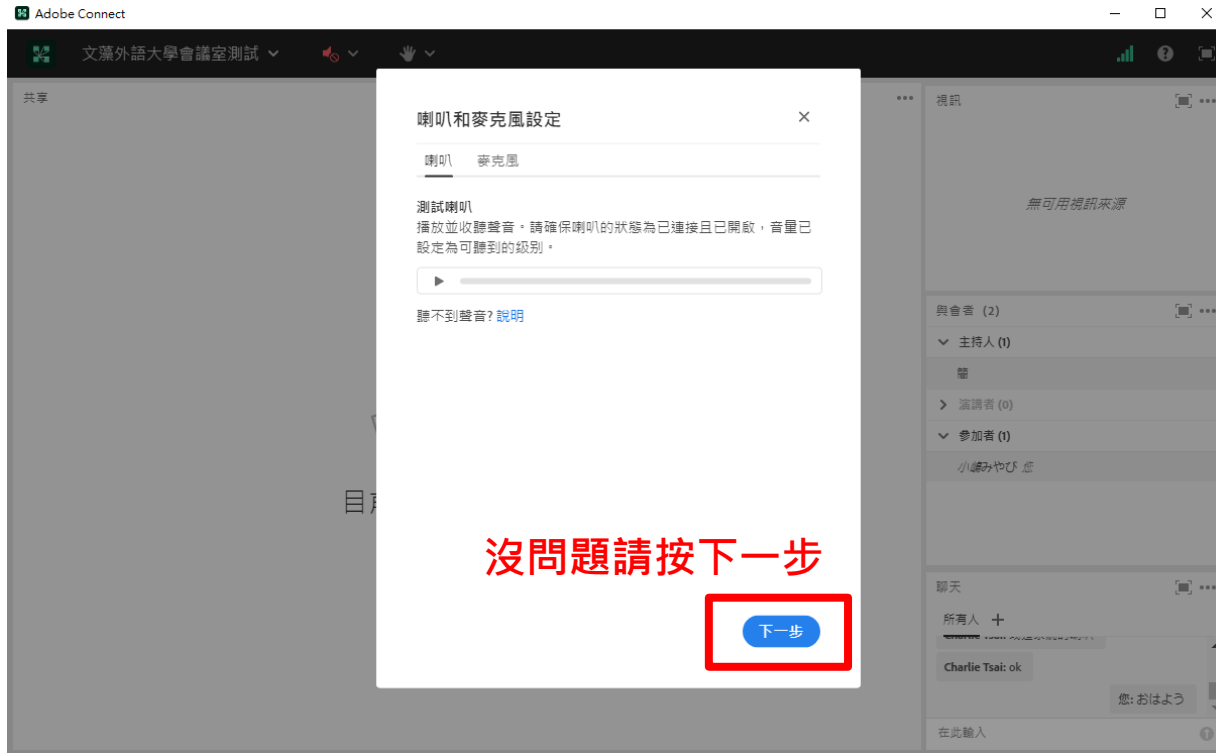 Adobe Connect
文藻外語大學會議室測試
共享
喇叭和麥克風設定
喇叭
麥克風
測試喇叭
播放並收聽聲音。請確保喇叭的狀態為已連接且已開啟，音量已
設定為可聽到的級別。
聽不到聲音? 說明
目
沒問題請按下一步
下一步
視訊
無可用視訊來源
與會者 (2)
主持人 (1)
簡
演講者 (0)
參加者 (1)
小嶋みやび 您
聊天
所有人
Charlie Tsai: ok
您: おはよう
在此輸入